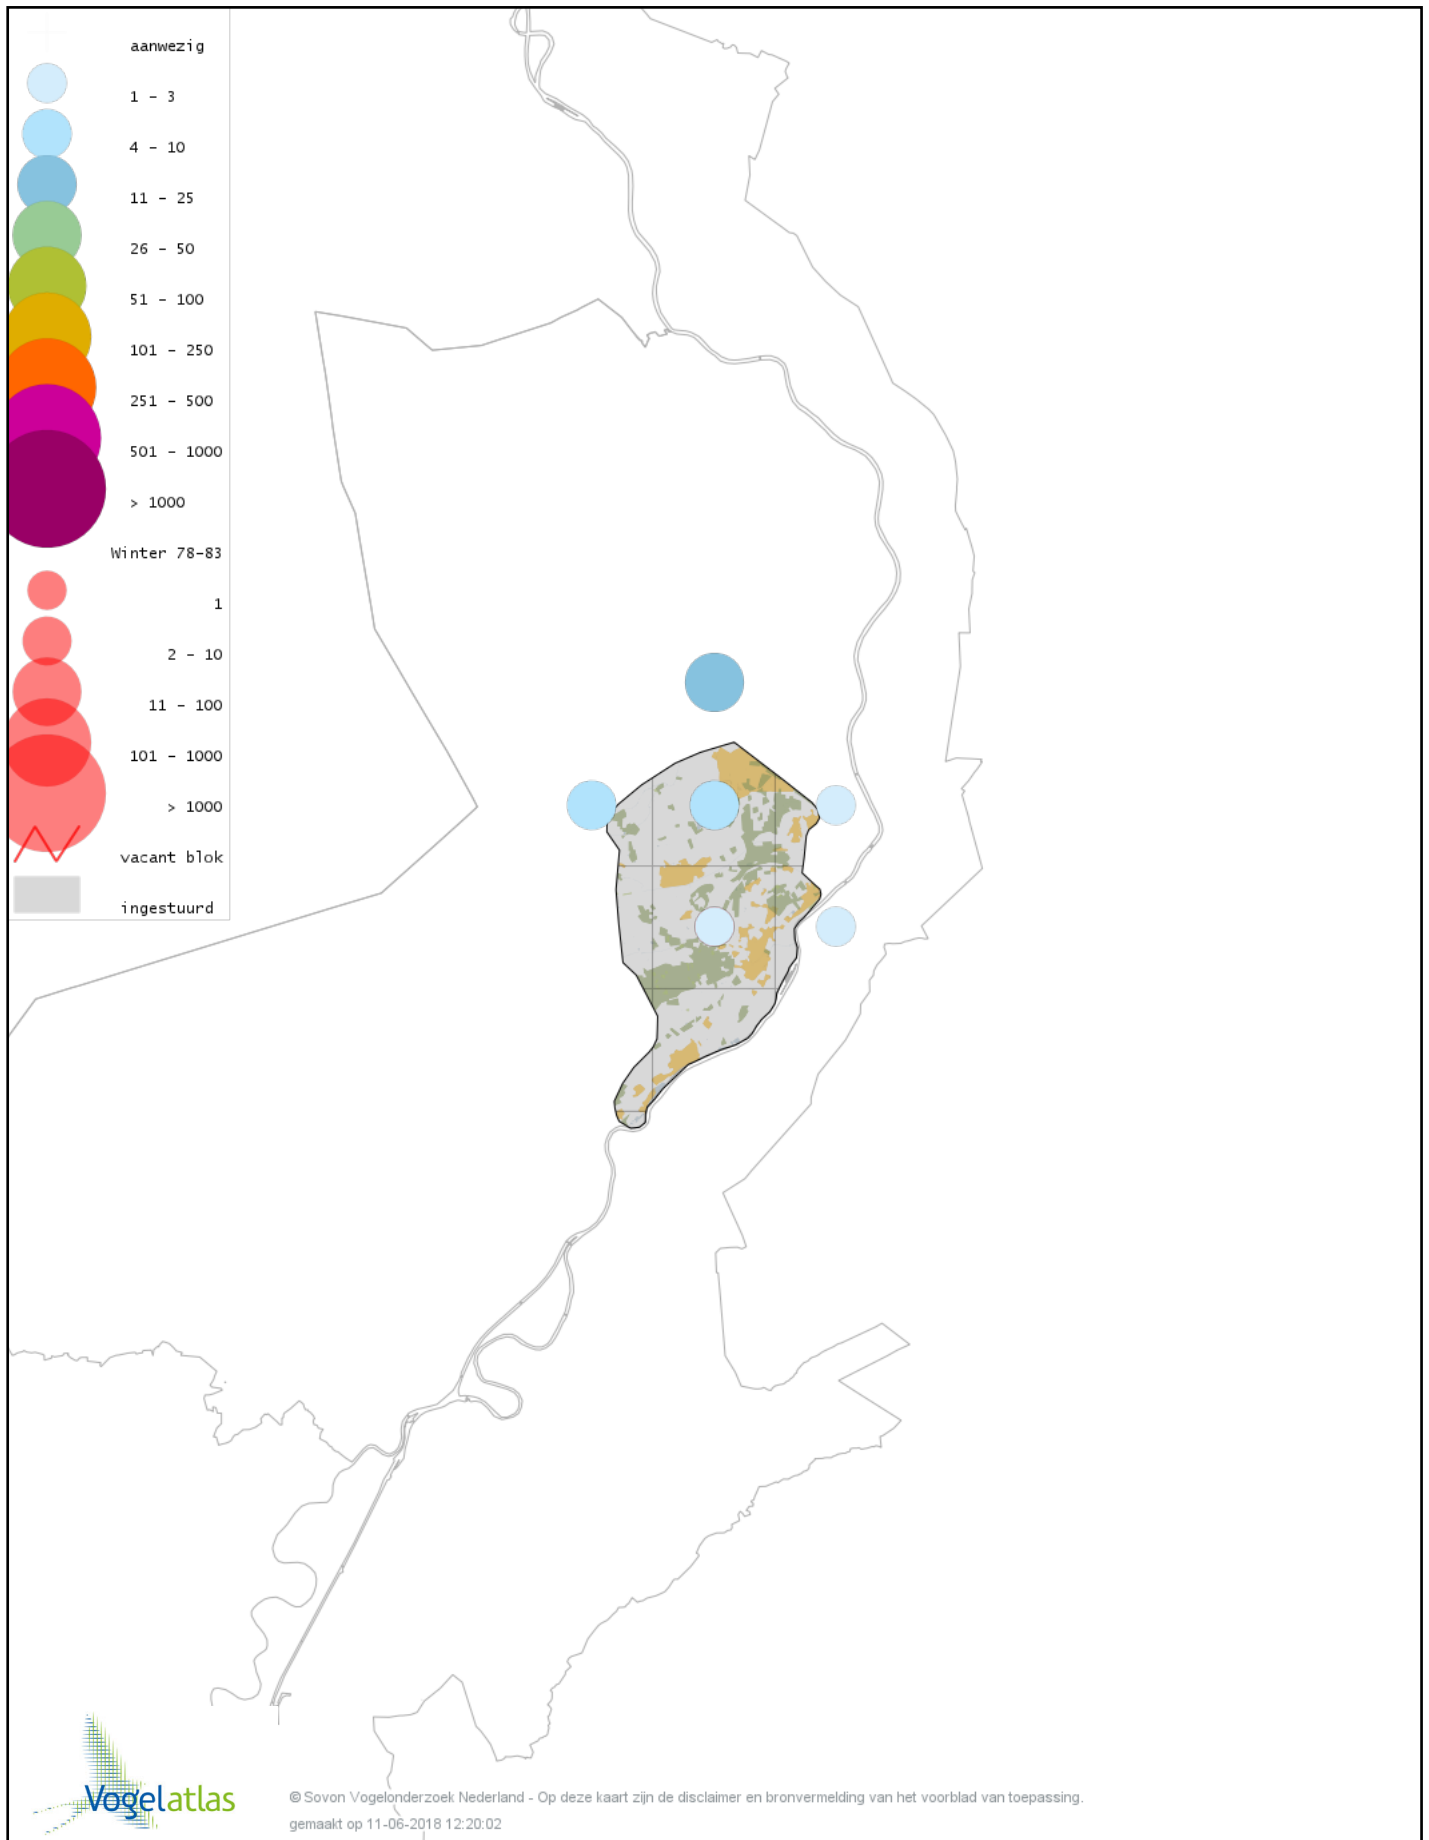 aanwezig
1 - 3
4 - 10
11 - 25
26 - 50
51 - 100
101 - 250
251 - 500
501 - 1000
> 1000
Winter 78-83
1
2 - 10
11 - 100
101 - 1000
> 1000
vacant blok
ingestuurd
Vogelatlas
© Sovon Vogelonderzoek Nederland - Op deze kaart zijn de disclaimer en bronvermelding van het voorblad van toepassing.
gemaakt op 11-06-2018 12:20:02